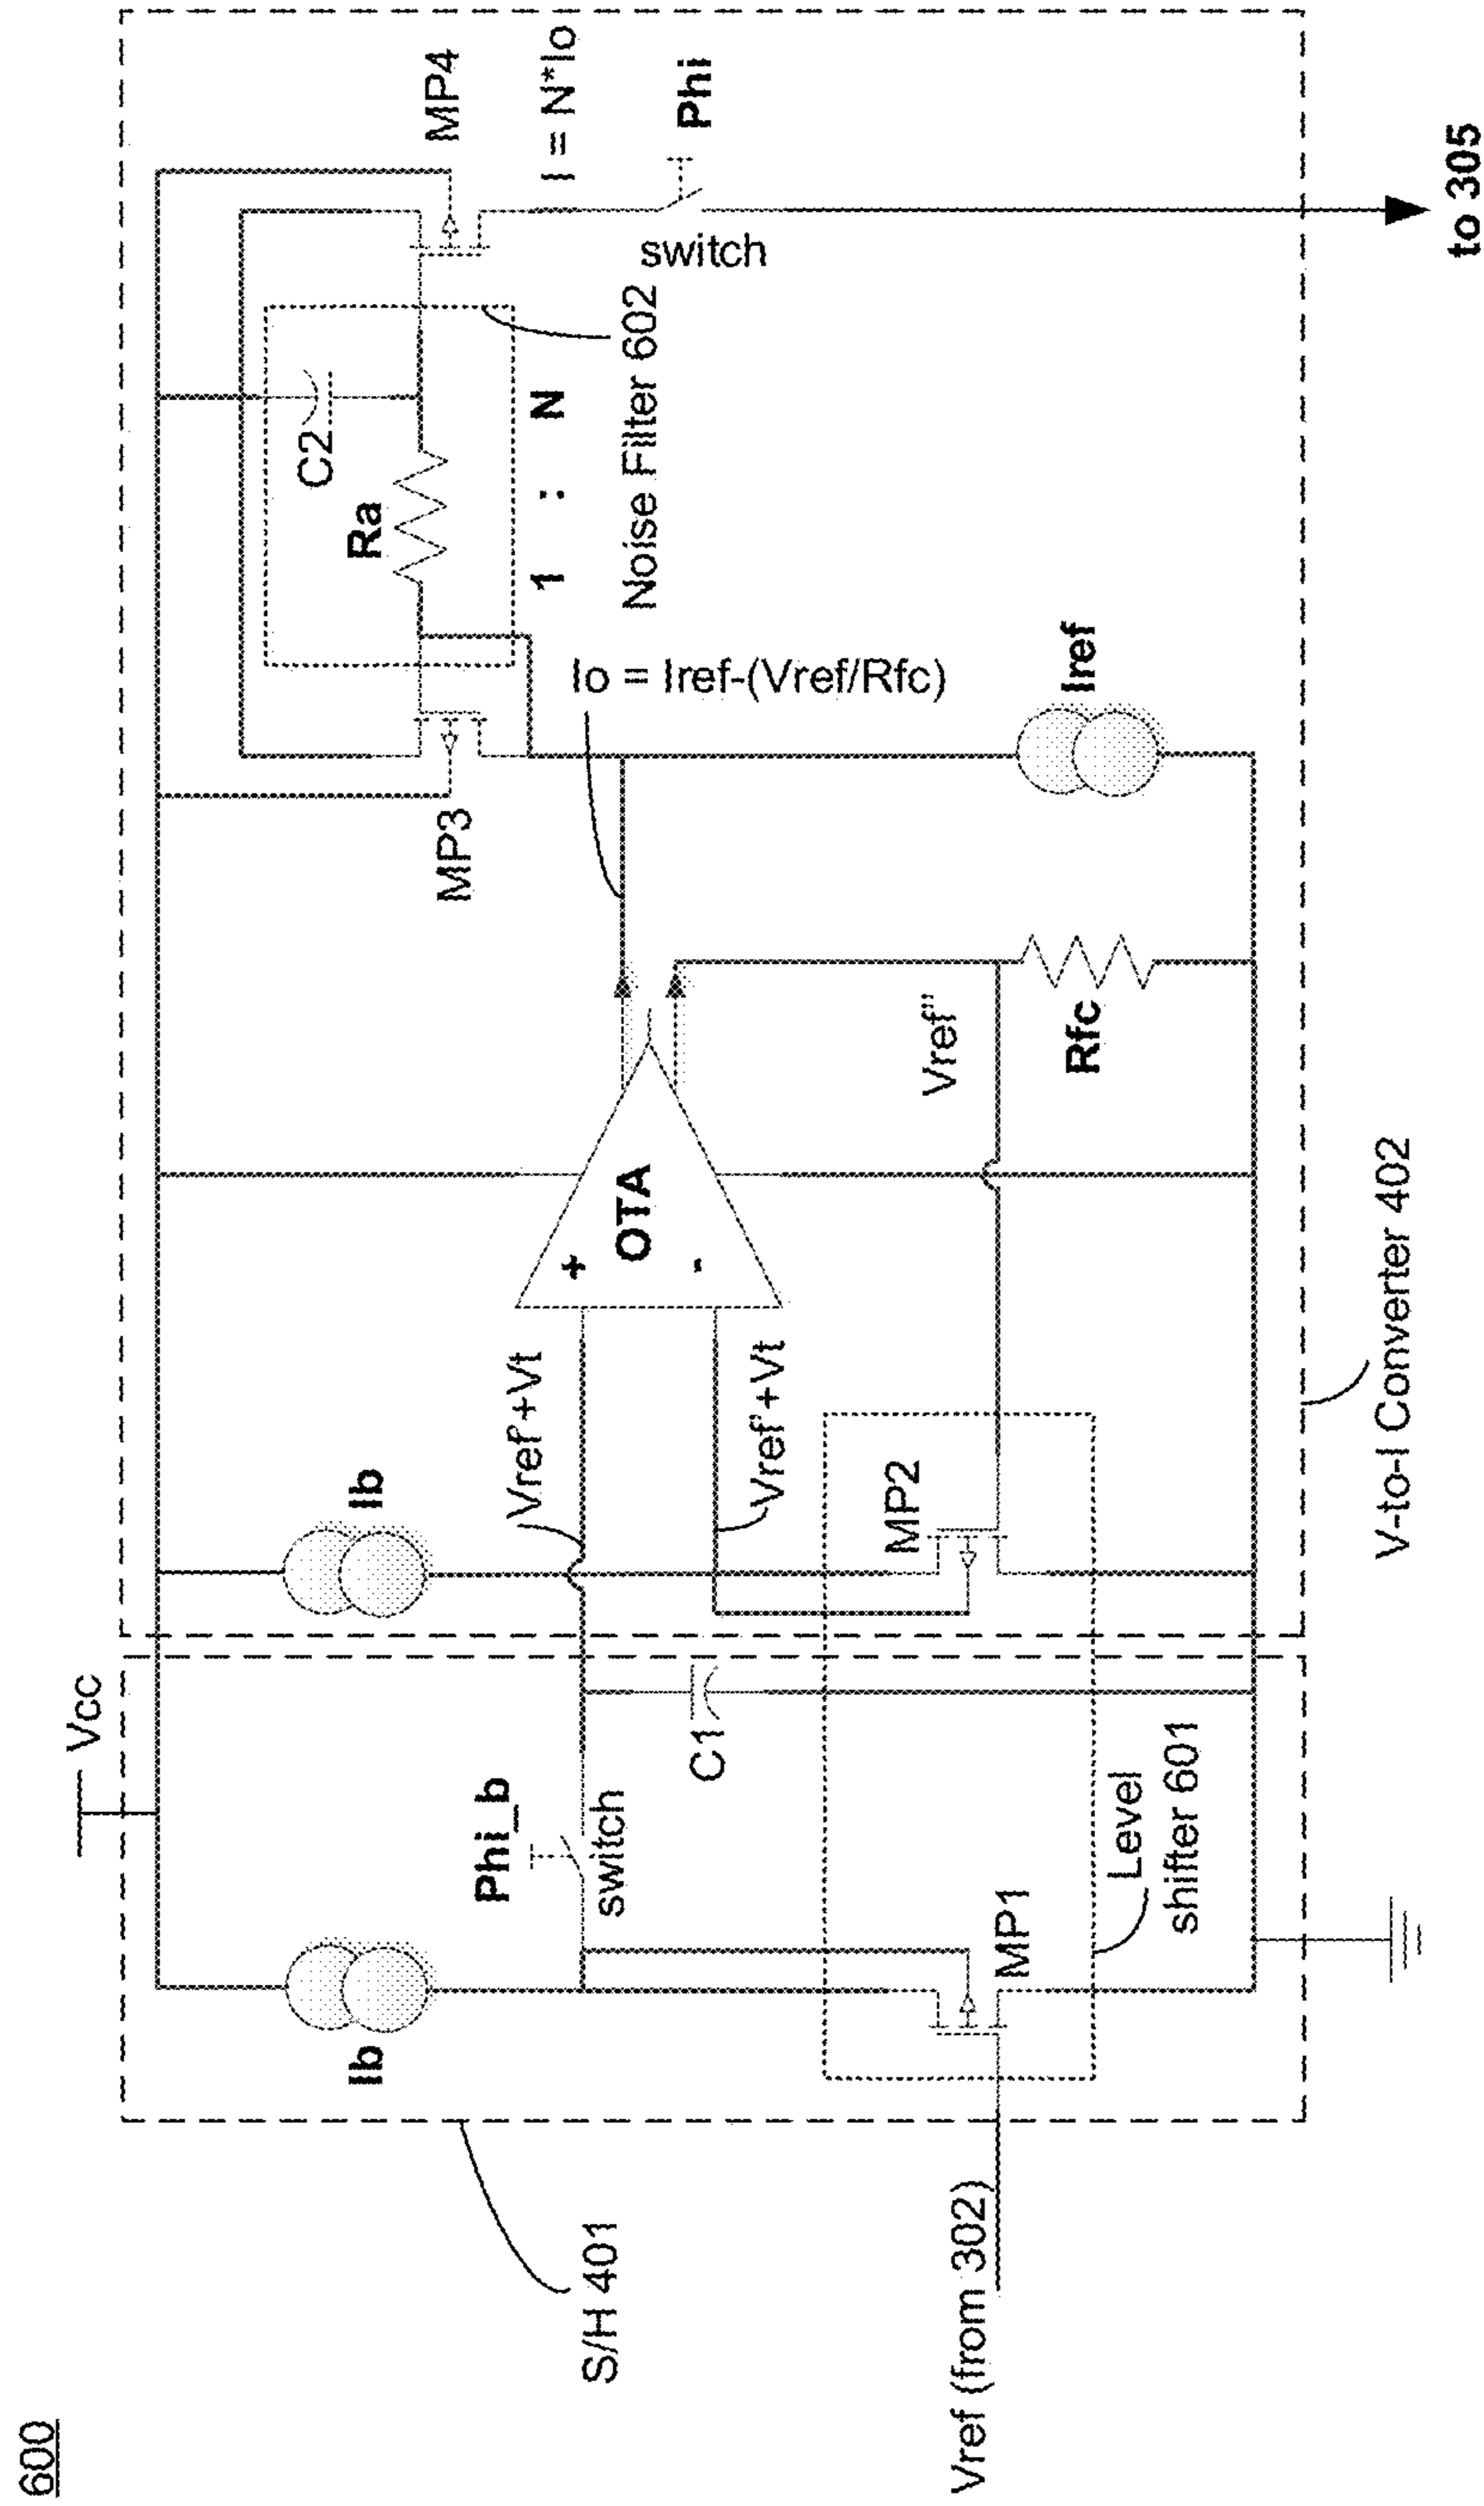 600
Vcc
Ib
Phi_b
switch
C1
MP1
Level
shifter 601
S/H 401
Vref (from 302)
Ib
Vref'+Vt
Vref'+Vt
MP2
+
-
OTA
Vref"
Rfc
V-to-I Converter 402
MP3
Io = Iref-(Vref/Rfc)
Iref
Ra
C2
1 : N
Noise Filter 602
MP4
I = N*Io
Phi
switch
to 305